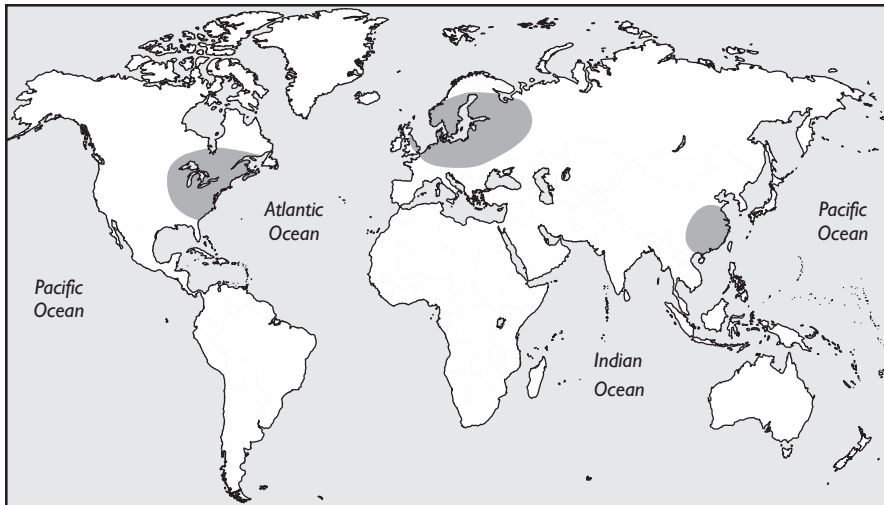 Atlantic
Ocean
Pacific
Ocean
Pacific
Ocean
Indian
Ocean